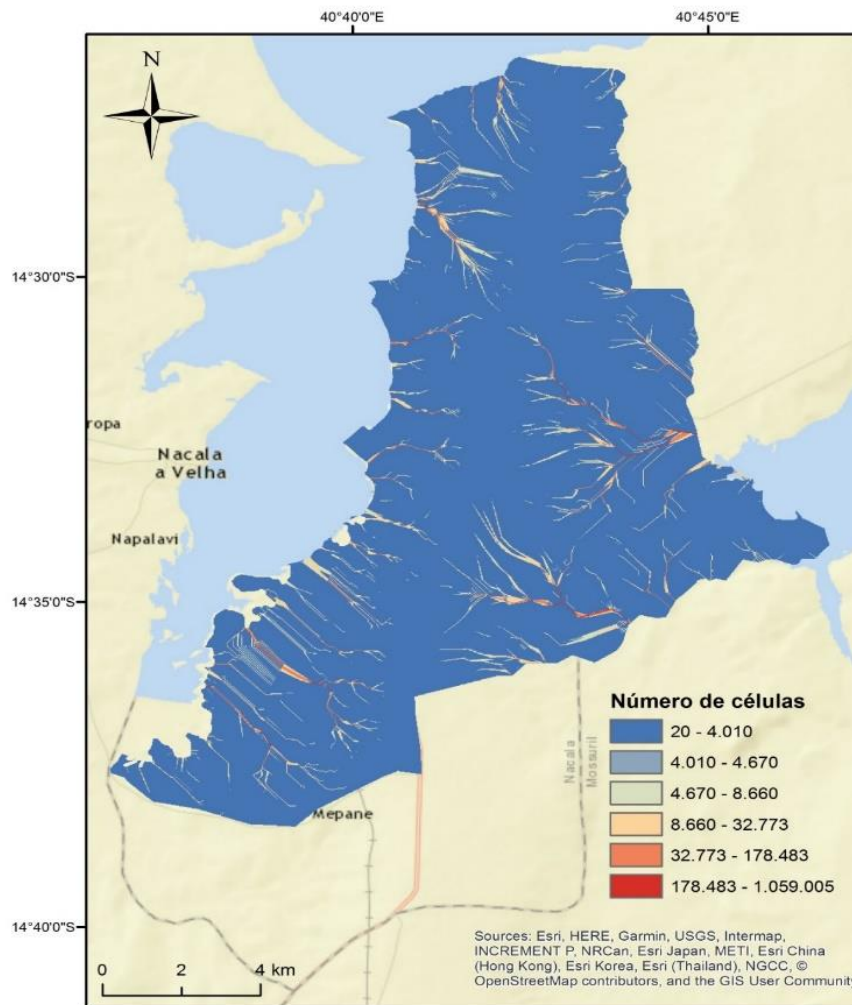 40°40'0"E
40°45'0"E
N
14°30'0"S
ropa
Nacala
a Velha
Napalavi
14°35'0"S
Número de células
20 - 4.010
4.010 - 4.670
4.670 - 8.660
8.660 - 32.773
32.773 - 178.483
178.483 - 1.059.005
Nacala
Mossuril
Mepane
14°40'0"S
0 2 4 km
Sources: Esri, HERE, Garmin, USGS, Intermap,
INCREMENT P, NRCan, Esri Japan, METI, Esri China
(Hong Kong), Esri Korea, Esri (Thailand), NGCC, ©
OpenStreetMap contributors, and the GIS User Community